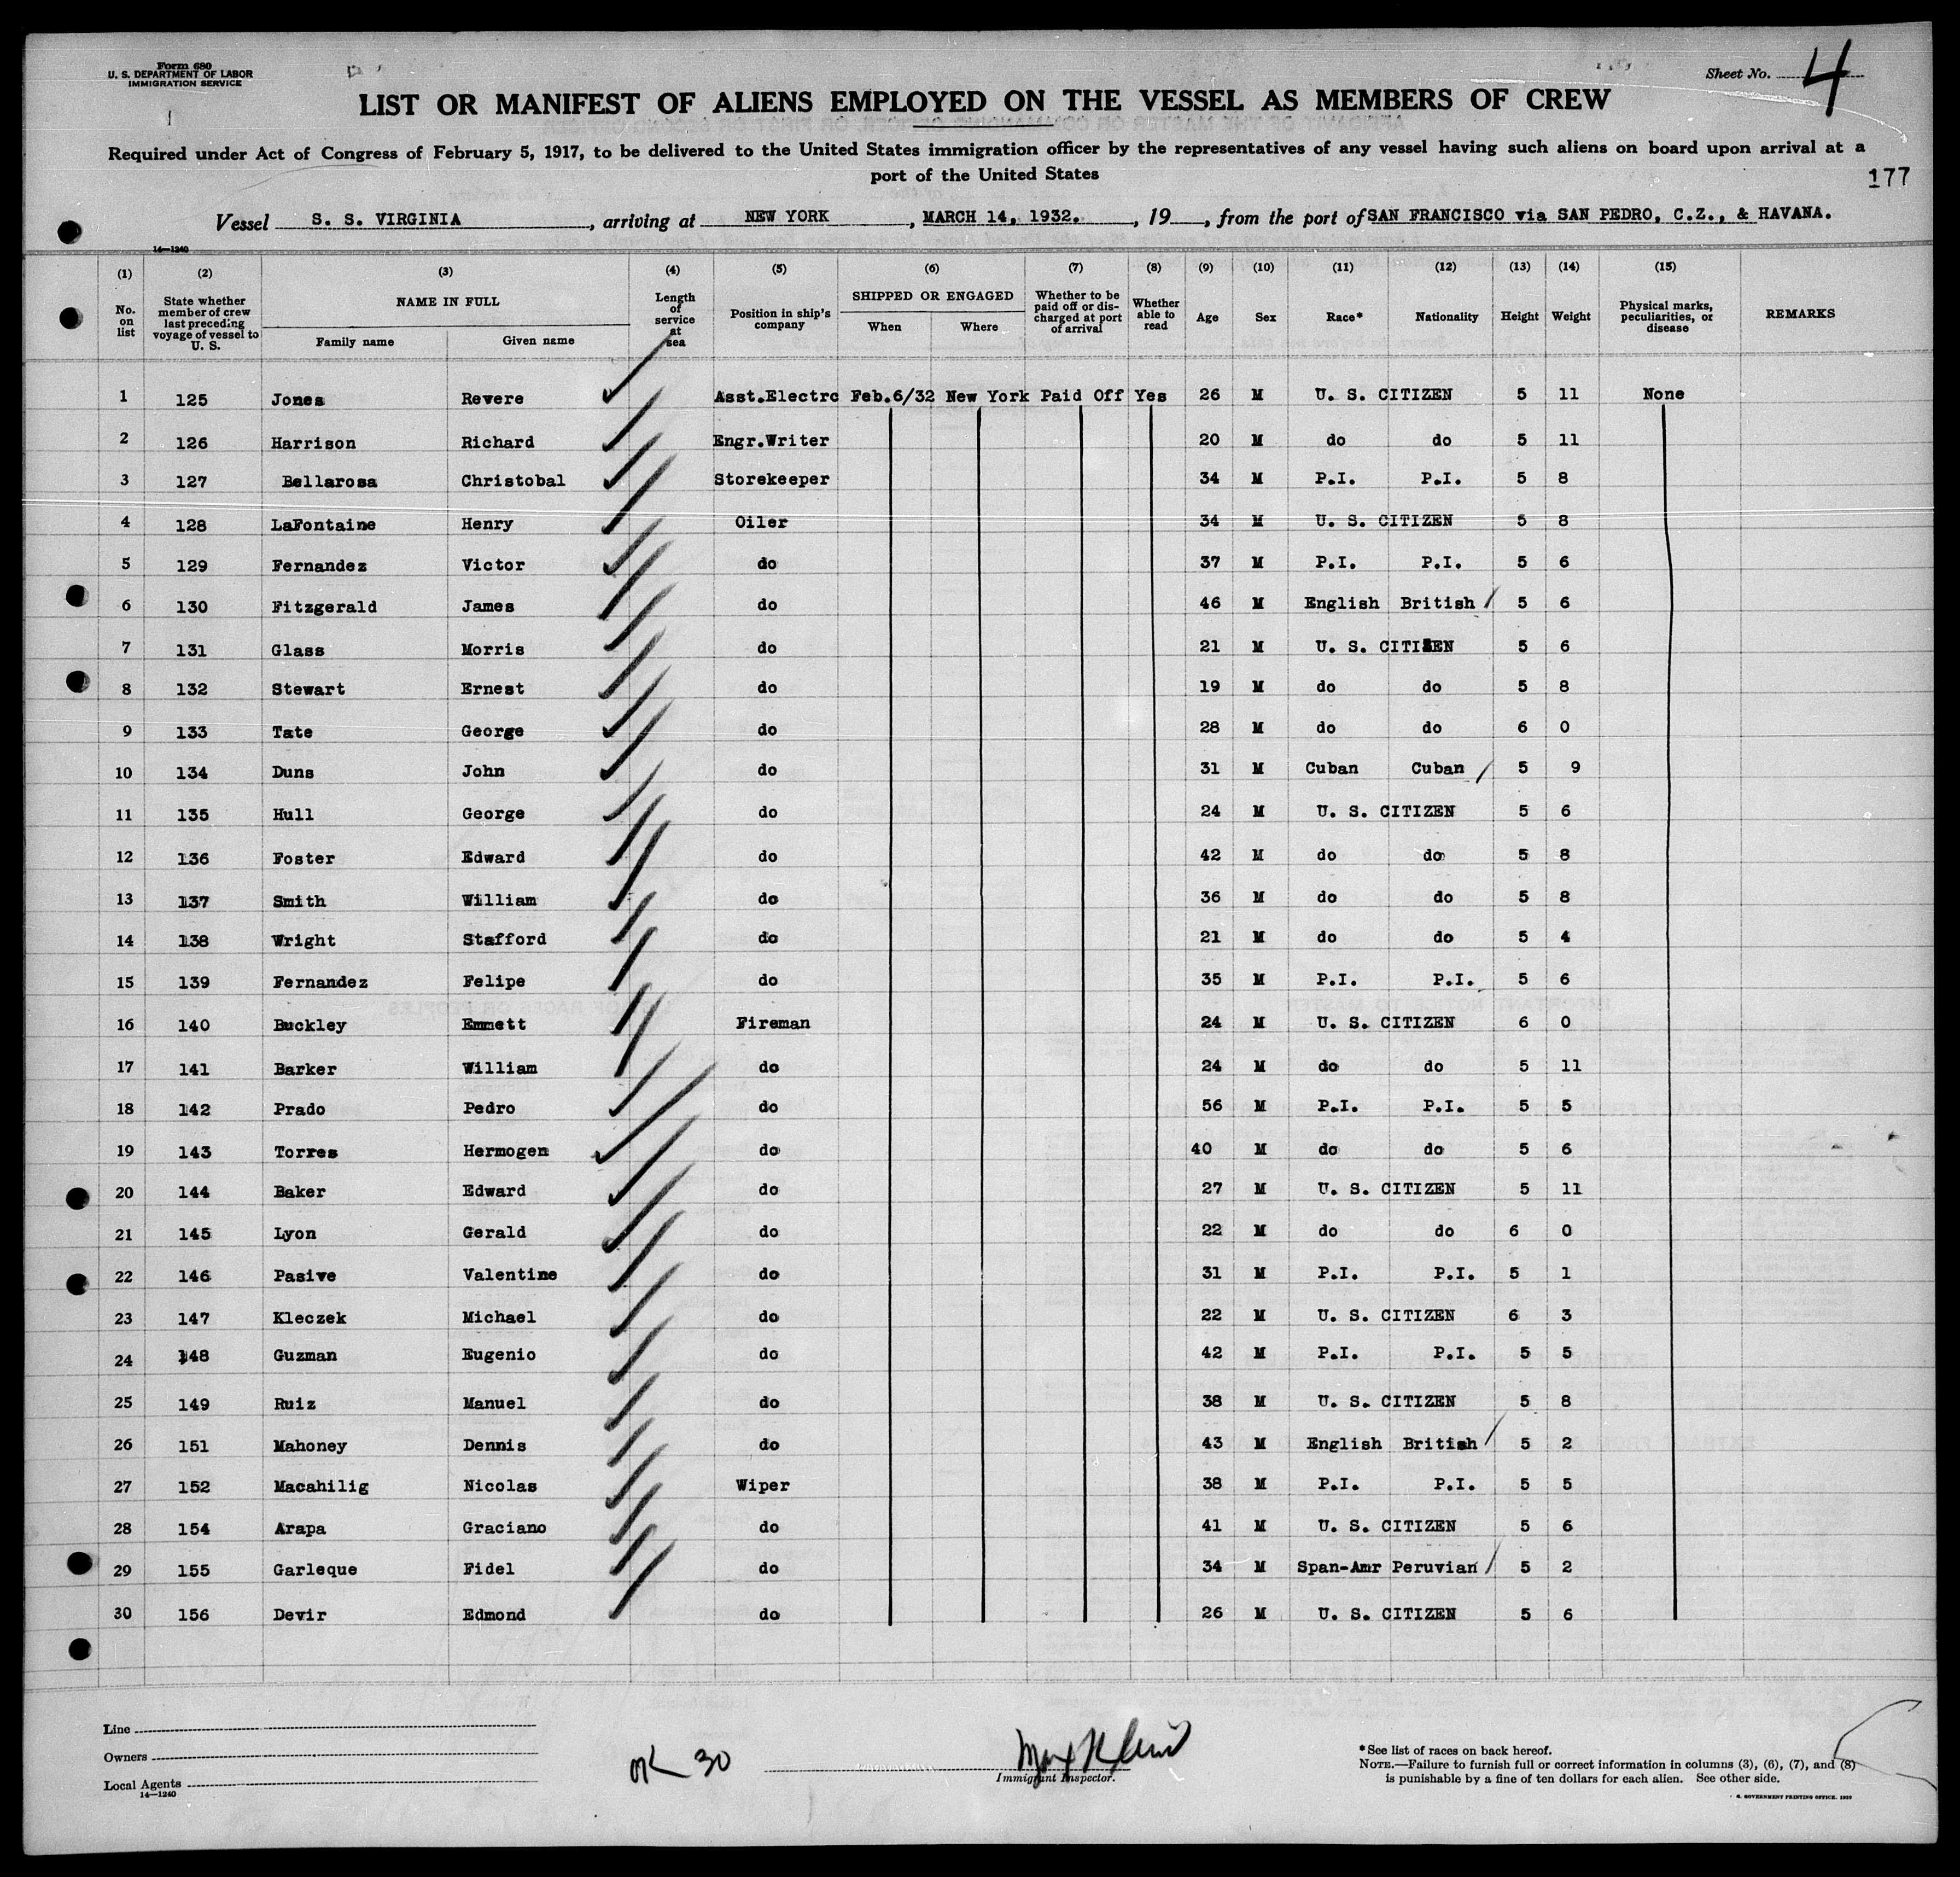 Form 680
U. S. DEPARTMENT OF LABOR
IMMIGRATION SERVICE
Sheet No. 4
LIST OR MANIFEST OF ALIENS EMPLOYED ON THE VESSEL AS MEMBERS OF CREW
Required under Act of Congress of February 5, 1917, to be delivered to the United States immigration officer by the representatives of any vessel having such aliens on board upon arrival at a
port of the United States
177
Vessel S. S. VIRGINIA, arriving at NEW YORK, MARCH 14, 1932., 19, from the port of SAN FRANCISCO via SAN PEDRO, C.Z., & HAVANA.
14—1240
(1) (2) (3) (4) (5) (6) (7) (8) (9) (10) (11) (12) (13) (14) (15)
No. on list State whether member of crew last preceding voyage of vessel to U. S. NAME IN FULL Family name Given name Length of service at sea Position in ship's company SHIPPED OR ENGAGED When Where Whether to be paid off or discharged at port of arrival Whether able to read Age Sex Race* Nationality Height Weight Physical marks, peculiarities, or disease REMARKS
1 125 Jones Revere Asst.Electrc Feb.6/32 New York Paid Off Yes 26 M U. S. CITIZEN 5 11 None
2 126 Harrison Richard Engr.Writer 20 M do do 5 11
3 127 Bellarosa Christobal Storekeeper 34 M P.I. P.I. 5 8
4 128 LaFontaine Henry Oiler 34 M U. S. CITIZEN 5 8
5 129 Fernandez Victor do 37 M P.I. P.I. 5 6
6 130 Fitzgerald James do 46 M English British 5 6
7 131 Glass Morris do 21 M U. S. CITIZEN 5 6
8 132 Stewart Ernest do 19 M do do 5 8
9 133 Tate George do 28 M do do 6 0
10 134 Duns John do 31 M Cuban Cuban 5 9
11 135 Hull George do 24 M U. S. CITIZEN 5 6
12 136 Foster Edward do 42 M do do 5 8
13 137 Smith William do 36 M do do 5 8
14 138 Wright Stafford do 21 M do do 5 4
15 139 Fernandez Felipe do 35 M P.I. P.I. 5 6
16 140 Buckley Emmett Fireman 24 M U. S. CITIZEN 6 0
17 141 Barker William do 24 M do do 5 11
18 142 Prado Pedro do 56 M P.I. P.I. 5 5
19 143 Torres Hermogen do 40 M do do 5 6
20 144 Baker Edward do 27 M U. S. CITIZEN 5 11
21 145 Lyon Gerald do 22 M do do 6 0
22 146 Pasive Valentine do 31 M P.I. P.I. 5 1
23 147 Kleczek Michael do 22 M U. S. CITIZEN 6 3
24 148 Guzman Eugenio do 42 M P.I. P.I. 5 5
25 149 Ruiz Manuel do 38 M U. S. CITIZEN 5 8
26 151 Mahoney Dennis do 43 M English British 5 2
27 152 Macahilig Nicolas Wiper 38 M P.I. P.I. 5 5
28 154 Arapa Graciano do 41 M U. S. CITIZEN 5 6
29 155 Garleque Fidel do 34 M Span-Amr Peruvian 5 2
30 156 Devir Edmond do 26 M U. S. CITIZEN 5 6
Line
Owners
Local Agents
14—1240
OK 30
Immigrant Inspector.
*See list of races on back hereof.
NOTE.—Failure to furnish full or correct information in columns (3), (6), (7), and (8)
is punishable by a fine of ten dollars for each alien. See other side.
GOVERNMENT PRINTING OFFICE